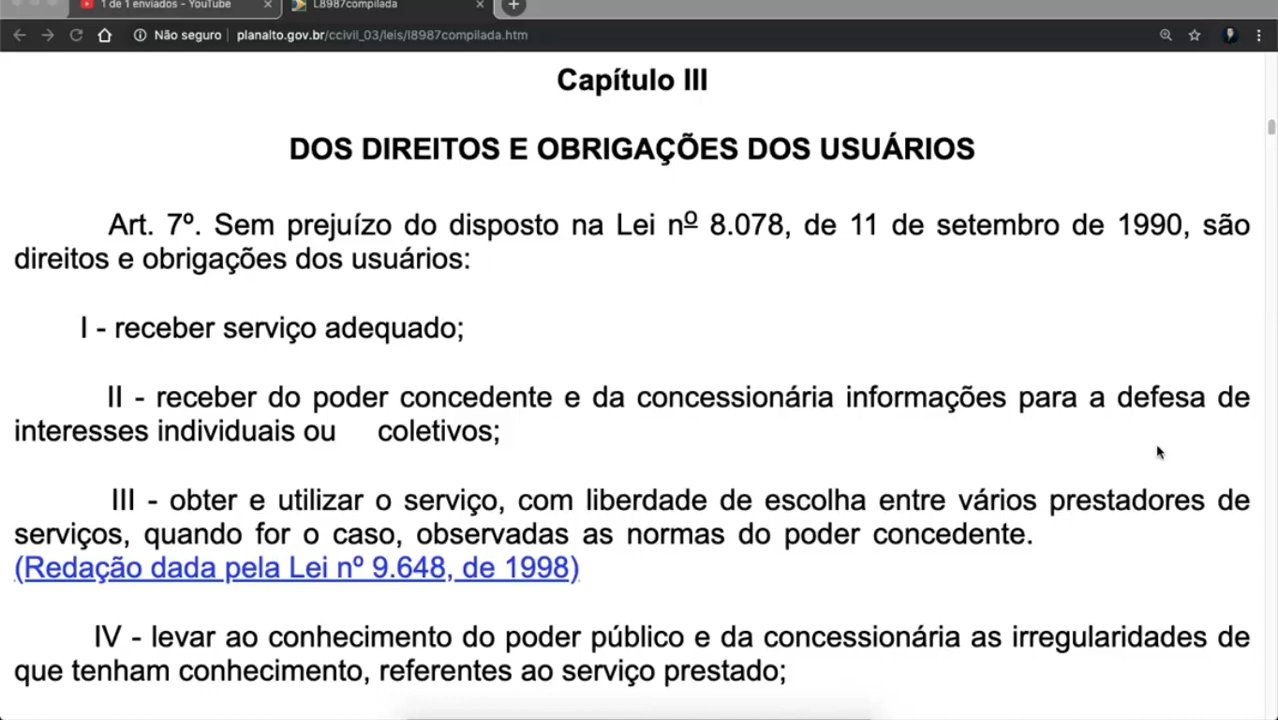 1 de 1 enviados - YouTube
L8987compilada
Não seguro
planalto.gov.br/ccivil_03/leis/l8987compilada.htm
Capítulo III
DOS DIREITOS E OBRIGAÇÕES DOS USUÁRIOS
Art. 7º. Sem prejuízo do disposto na Lei nº 8.078, de 11 de setembro de 1990, são
direitos e obrigações dos usuários:
I - receber serviço adequado;
II - receber do poder concedente e da concessionária informações para a defesa de
interesses individuais ou coletivos;
III - obter e utilizar o serviço, com liberdade de escolha entre vários prestadores de
serviços, quando for o caso, observadas as normas do poder concedente.
(Redação dada pela Lei nº 9.648, de 1998)
IV - levar ao conhecimento do poder público e da concessionária as irregularidades de
que tenham conhecimento, referentes ao serviço prestado;